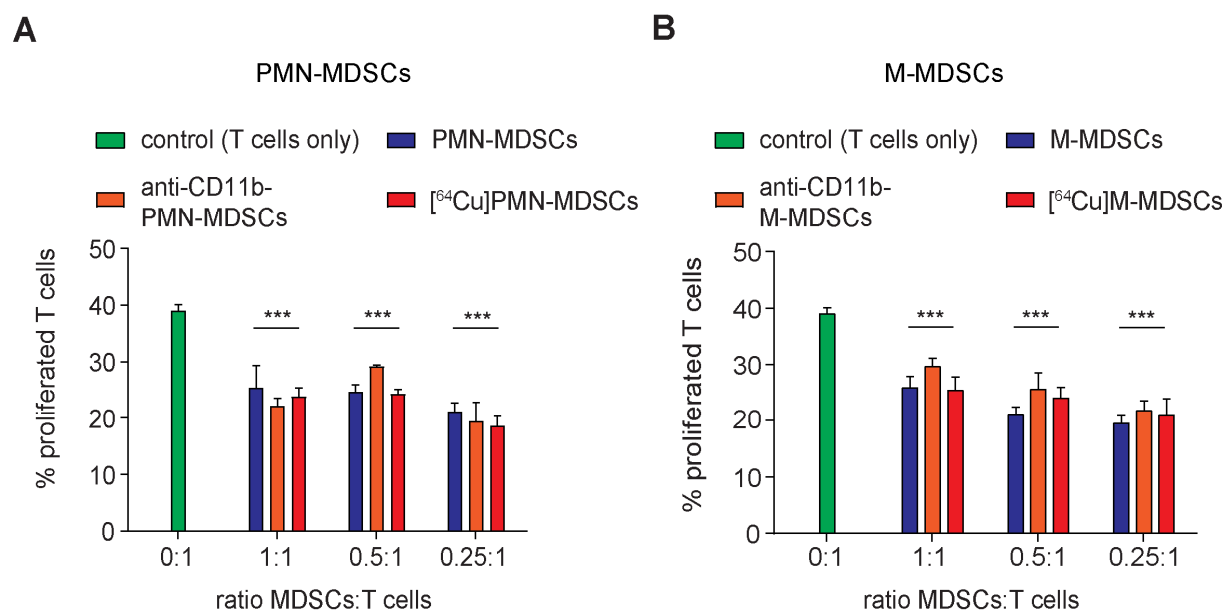 A
PMN-MDSCs
control (T cells only)
PMN-MDSCs
anti-CD11b-
PMN-MDSCs
[⁶⁴Cu]PMN-MDSCs
% proliferated T cells
50
40
30
20
10
0
***
***
***
0:1
1:1
0.5:1
0.25:1
ratio MDSCs:T cells
B
M-MDSCs
control (T cells only)
M-MDSCs
anti-CD11b-
M-MDSCs
[⁶⁴Cu]M-MDSCs
% proliferated T cells
50
40
30
20
10
0
***
***
***
0:1
1:1
0.5:1
0.25:1
ratio MDSCs:T cells